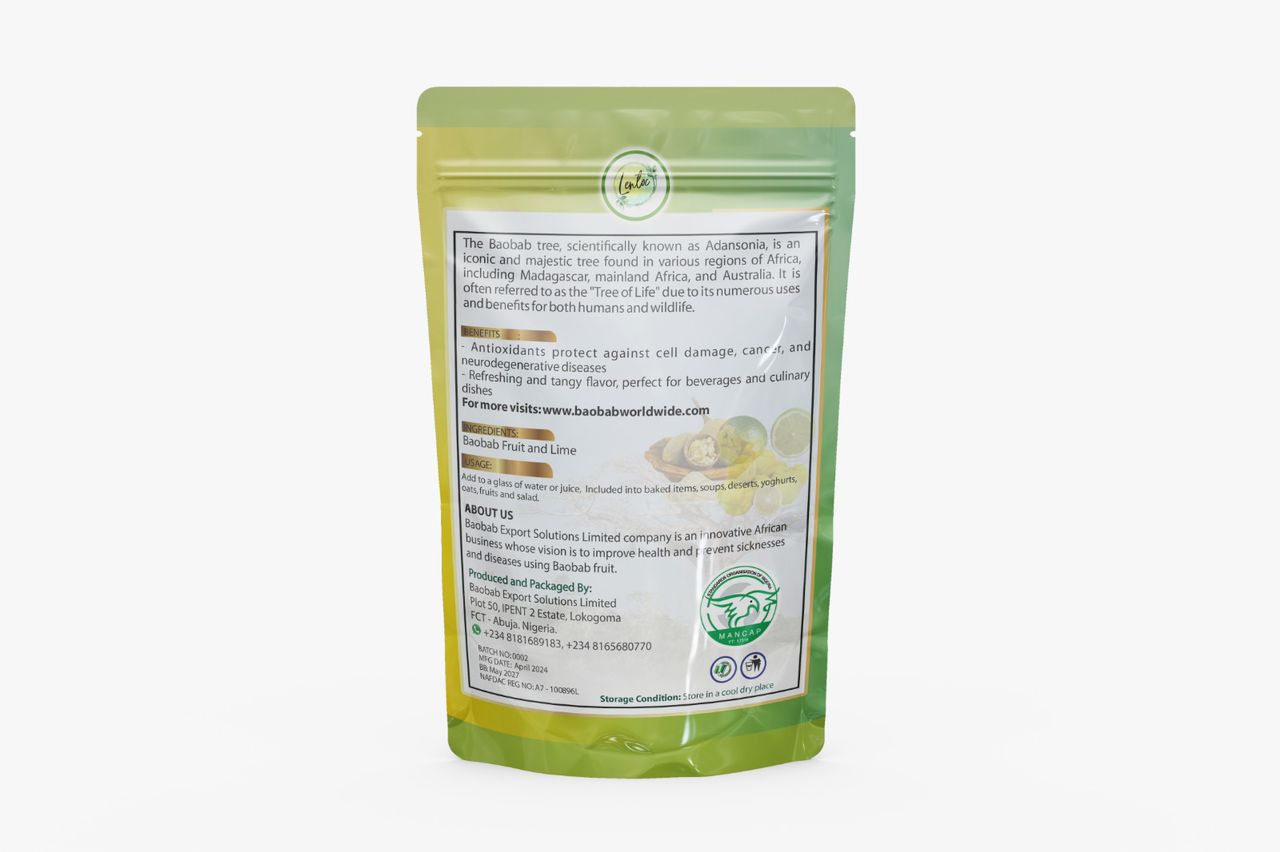 Lentoc
The Baobab tree, scientifically known as Adansonia, is an
iconic and majestic tree found in various regions of Africa,
including Madagascar, mainland Africa, and Australia. It is
often referred to as the "Tree of Life" due to its numerous uses
and benefits for both humans and wildlife.
BENEFITS :
- Antioxidants protect against cell damage, cancer, and
neurodegenerative diseases
- Refreshing and tangy flavor, perfect for beverages and culinary
dishes
For more visits: www.baobabworldwide.com
INGREDIENTS:
Baobab Fruit and Lime
USAGE:
Add to a glass of water or juice, Included into baked items, soups, deserts, yoghurts,
oats, fruits and salad.
ABOUT US
Baobab Export Solutions Limited company is an innovative African
business whose vision is to improve health and prevent sicknesses
and diseases using Baobab fruit.
Produced and Packaged By:
Baobab Export Solutions Limited
Plot 50, IPENT 2 Estate, Lokogoma
FCT - Abuja. Nigeria.
+234 8181689183, +234 8165680770
BATCH NO: 0002
MFG DATE: April 2024
BB: May 2027
NAFDAC REG NO: A7 - 100896L
STANDARDS ORGANISATION OF NIGERIA
MANCAP
Storage Condition: Store in a cool dry place